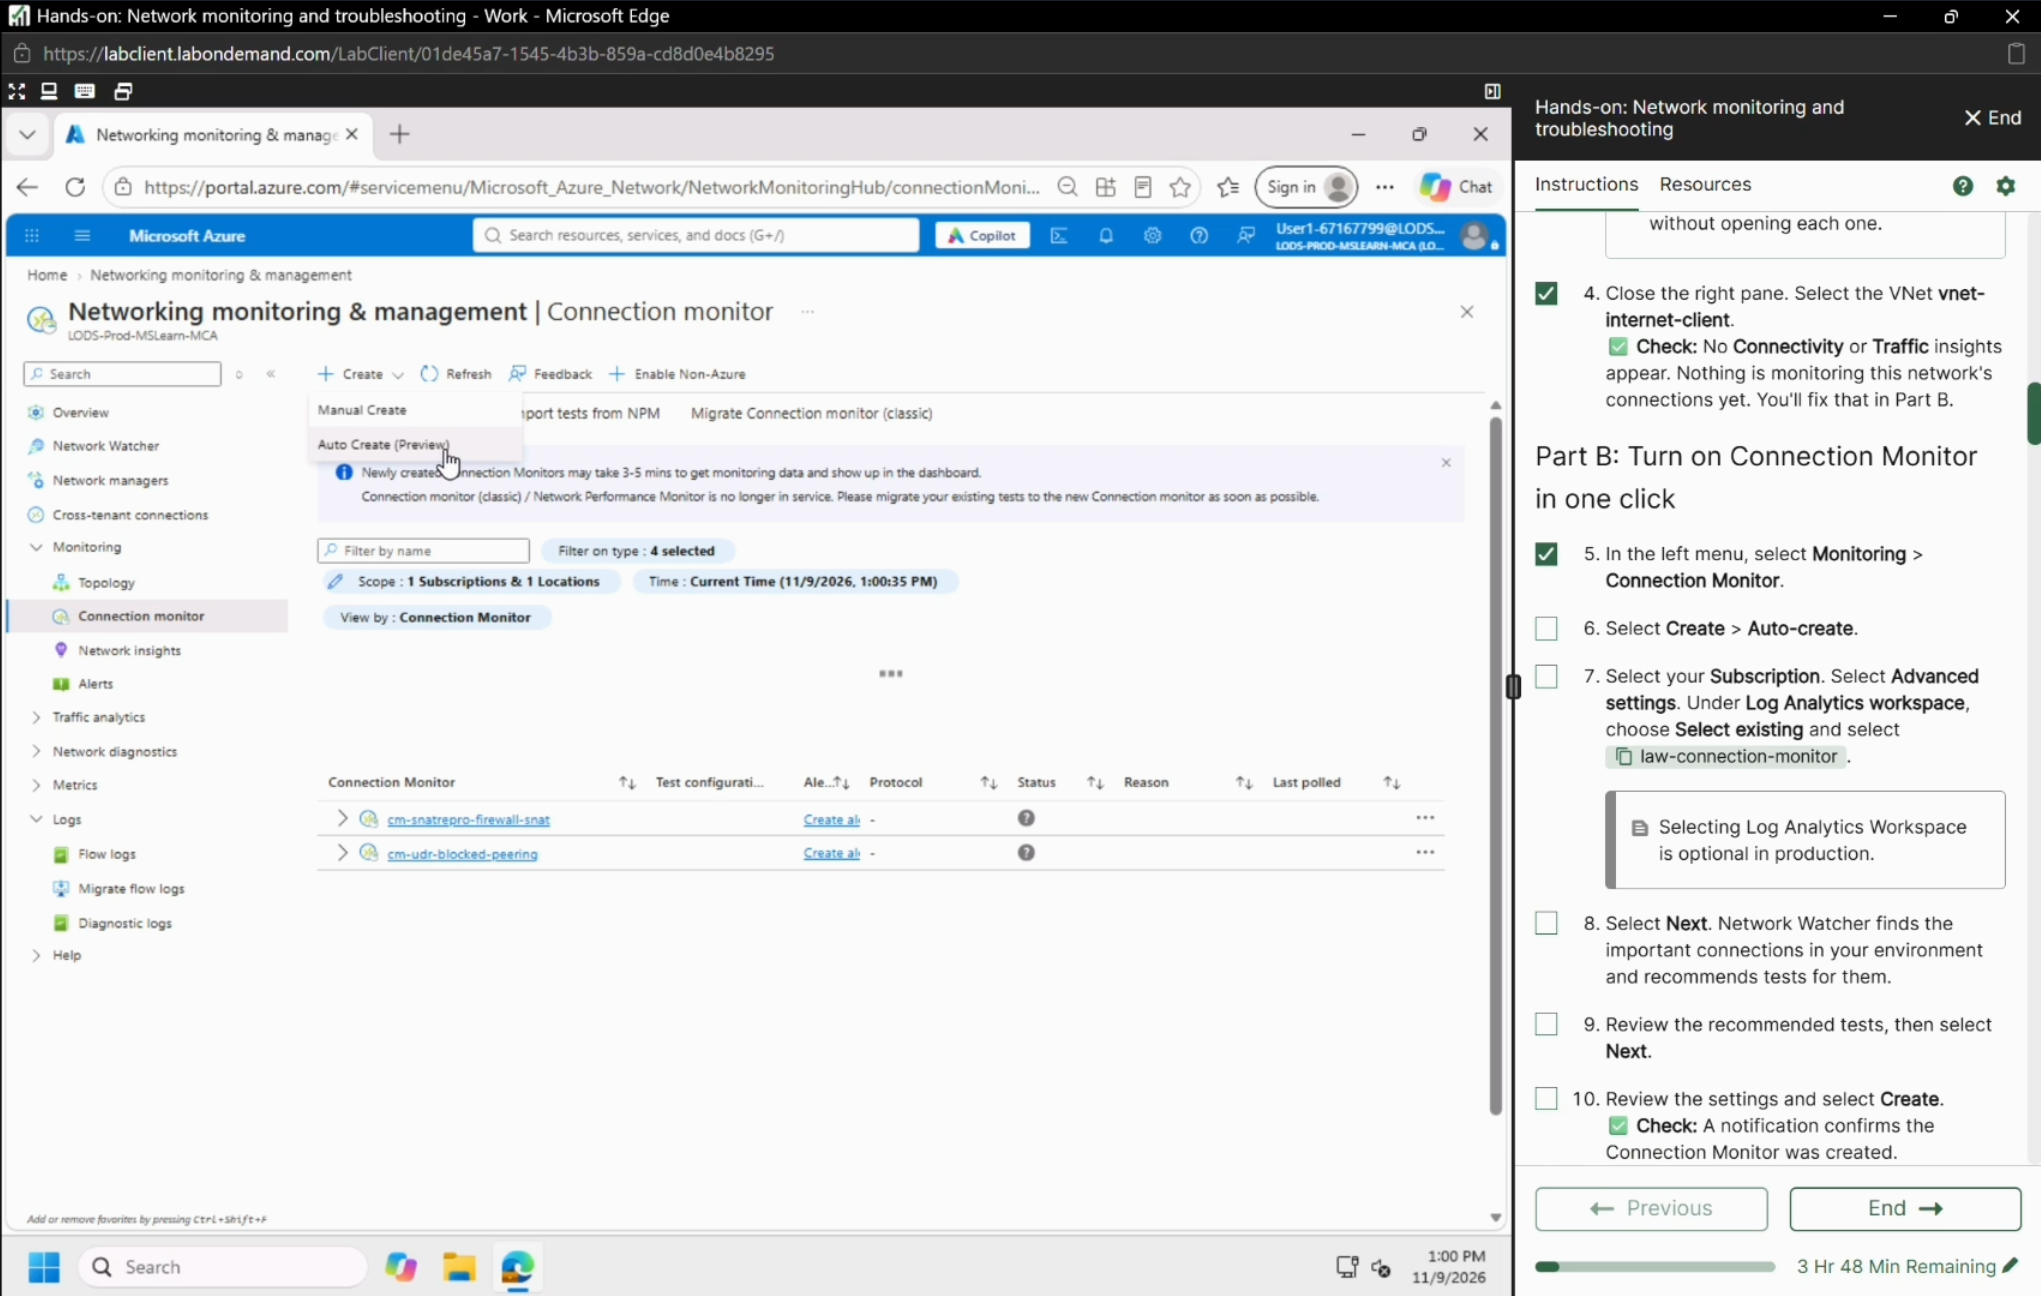 Hands-on: Network monitoring and troubleshooting - Work - Microsoft Edge
https://labclient.labondemand.com/LabClient/01de45a7-1545-4b3b-859a-cd8d0e4b8295
Networking monitoring & manage
https://portal.azure.com/#servicemenu/Microsoft_Azure_Network/NetworkMonitoringHub/connectionMoni...
Sign in
Chat
Microsoft Azure
Search resources, services, and docs (G+/)
Copilot
User1-67167799@LODS...
LODS-PROD-MSLEARN-MCA (LO...
Home > Networking monitoring & management
Networking monitoring & management | Connection monitor ...
LODS-Prod-MSLearn-MCA
Search
Overview
Network Watcher
Network managers
Cross-tenant connections
Monitoring
Topology
Connection monitor
Network insights
Alerts
Traffic analytics
Network diagnostics
Metrics
Logs
Flow logs
Migrate flow logs
Diagnostic logs
Help
Add or remove favorites by pressing Ctrl+Shift+F
Create
Refresh
Feedback
Enable Non-Azure
Manual Create
Auto Create (Preview)
port tests from NPM
Migrate Connection monitor (classic)
Newly created Connection Monitors may take 3-5 mins to get monitoring data and show up in the dashboard.
Connection monitor (classic) / Network Performance Monitor is no longer in service. Please migrate your existing tests to the new Connection monitor as soon as possible.
Filter by name
Filter on type : 4 selected
Scope : 1 Subscriptions & 1 Locations
Time : Current Time (11/9/2026, 1:00:35 PM)
View by : Connection Monitor
Connection Monitor Test configurati... Ale... Protocol Status Reason Last polled
cm-snatrepro-firewall-snat Create al -
cm-udr-blocked-peering Create al -
Search
1:00 PM
11/9/2026
Hands-on: Network monitoring and
troubleshooting
End
Instructions
Resources
without opening each one.
4. Close the right pane. Select the VNet vnet-
internet-client.
✅ Check: No Connectivity or Traffic insights
appear. Nothing is monitoring this network's
connections yet. You'll fix that in Part B.
Part B: Turn on Connection Monitor
in one click
5. In the left menu, select Monitoring >
Connection Monitor.
6. Select Create > Auto-create.
7. Select your Subscription. Select Advanced
settings. Under Log Analytics workspace,
choose Select existing and select
law-connection-monitor.
Selecting Log Analytics Workspace
is optional in production.
8. Select Next. Network Watcher finds the
important connections in your environment
and recommends tests for them.
9. Review the recommended tests, then select
Next.
10. Review the settings and select Create.
✅ Check: A notification confirms the
Connection Monitor was created.
← Previous
End →
3 Hr 48 Min Remaining